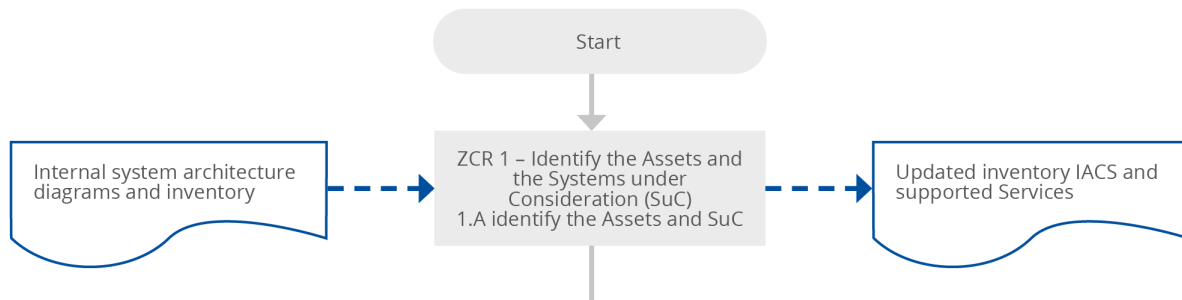 Start
Internal system architecture
diagrams and inventory
ZCR 1 – Identify the Assets and
the Systems under
Consideration (SuC)
1.A identify the Assets and SuC
Updated inventory IACS and
supported Services